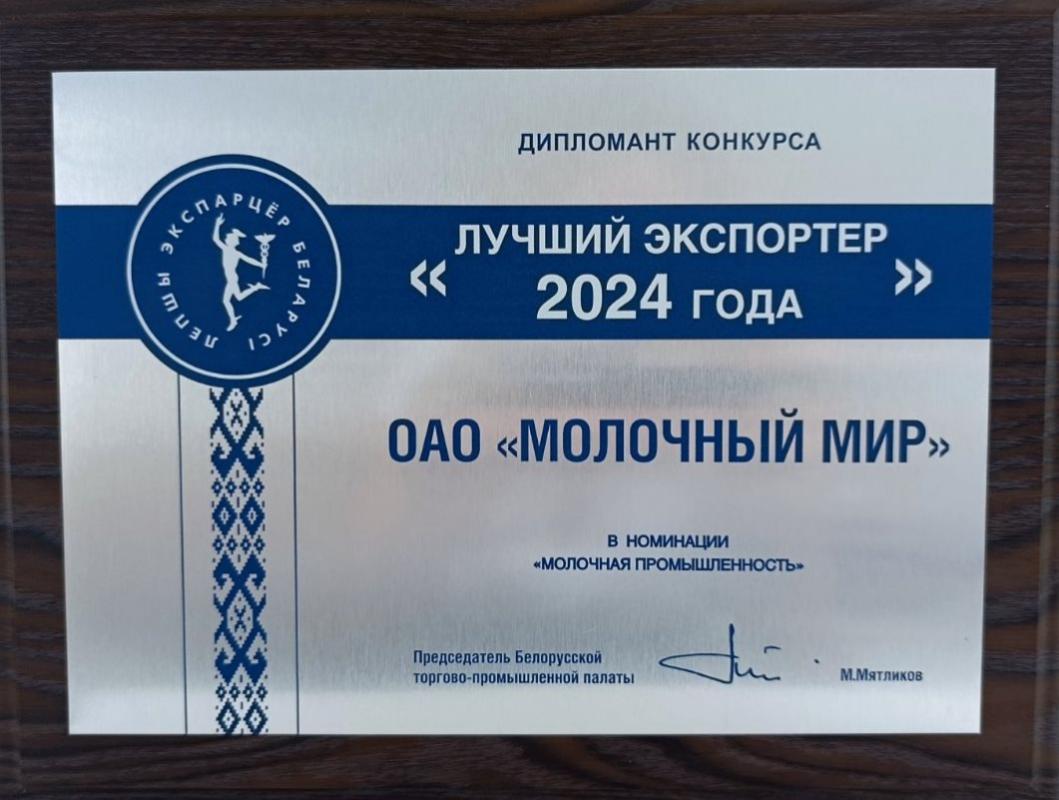 ДИПЛОМАНТ КОНКУРСА
ЛЕПШЫ ЭКСПАРЦЁР БЕЛАРУСІ
«ЛУЧШИЙ ЭКСПОРТЕР
2024 ГОДА»
ОАО «МОЛОЧНЫЙ МИР»
В НОМИНАЦИИ
«МОЛОЧНАЯ ПРОМЫШЛЕННОСТЬ»
Председатель Белорусской
торгово-промышленной палаты
М.Мятликов